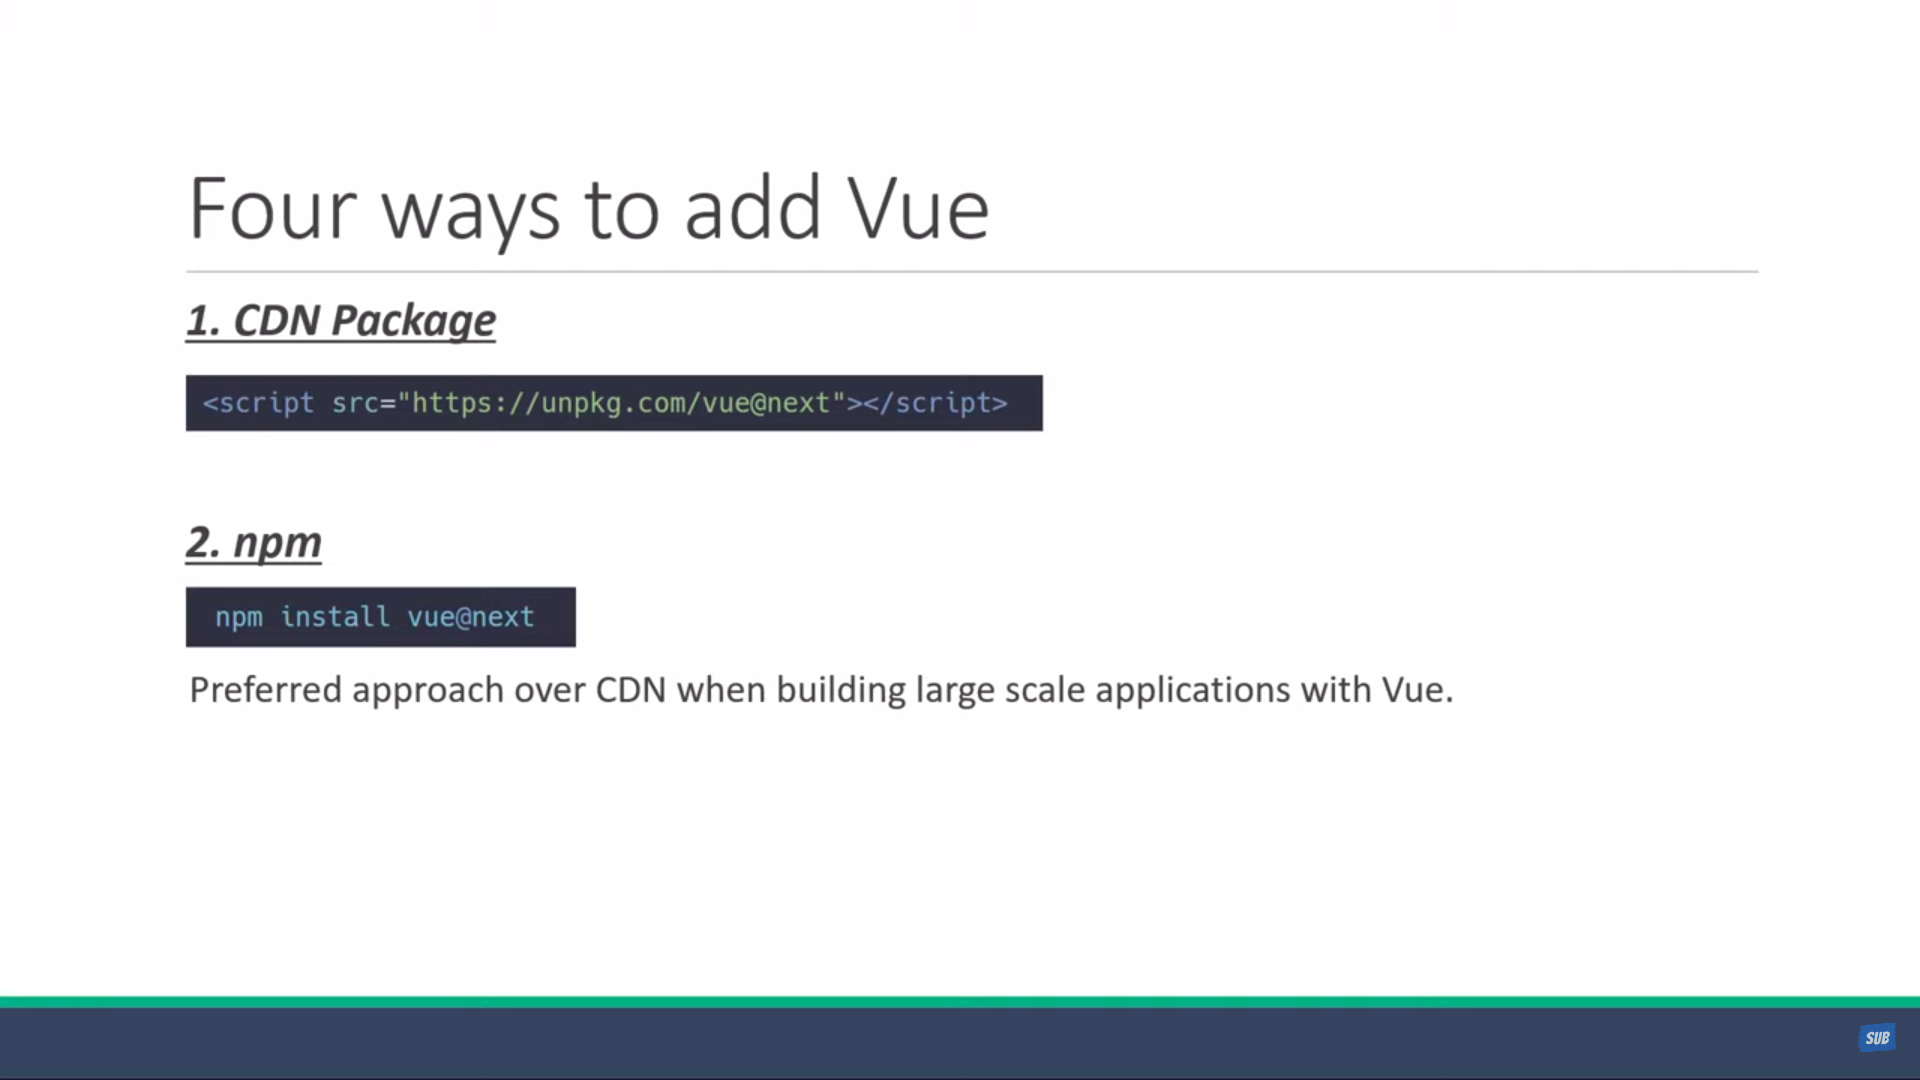 Four ways to add Vue
1. CDN Package
<script src="https://unpkg.com/vue@next"></script>
2. npm
npm install vue@next
Preferred approach over CDN when building large scale applications with Vue.
SUB